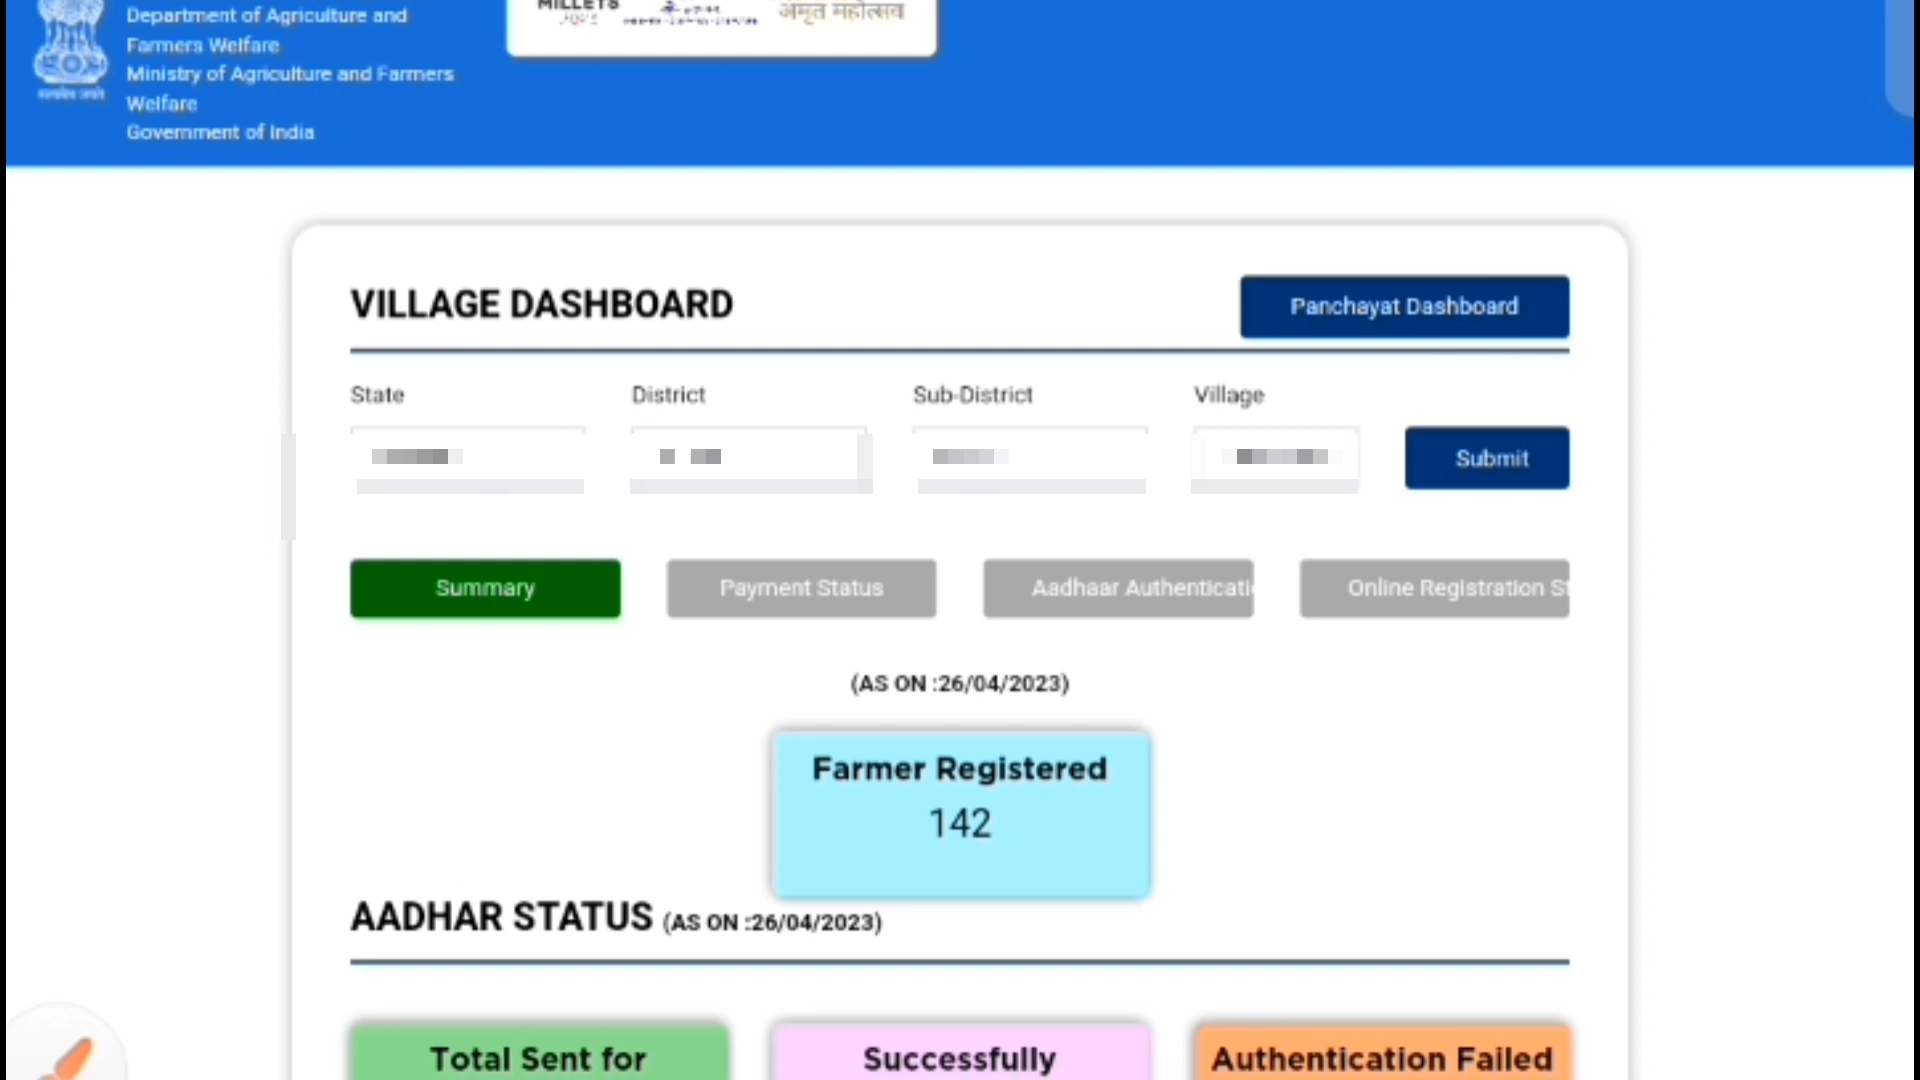 Department of Agriculture and
Farmers Welfare
Ministry of Agriculture and Farmers
Welfare
Government of India
MILLETS
अमृत महोत्सव
VILLAGE DASHBOARD
Panchayat Dashboard
State
District
Sub-District
Village
Submit
Summary
Payment Status
Aadhaar Authenticati
Online Registration St
(AS ON :26/04/2023)
Farmer Registered
142
AADHAR STATUS (AS ON :26/04/2023)
Total Sent for
Successfully
Authentication Failed